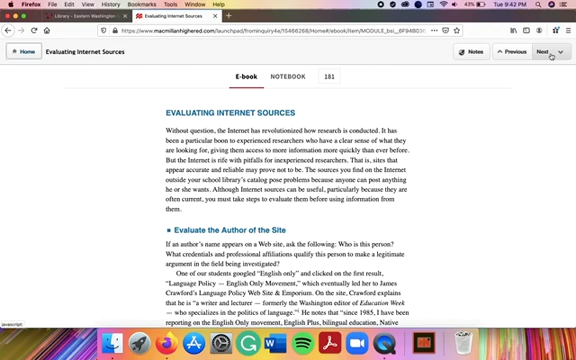 Firefox File Edit View History Bookmarks Tools Window Help 43% Tue 9:42 PM
Library - Eastern Washington Evaluating Internet Sources
https://www.macmillanhighered.com/launchpad/frominquiry4e/15466268/Home#/ebook/item/MODULE_bsi_
Home Evaluating Internet Sources Notes Previous Next
E-book NOTEBOOK 181
EVALUATING INTERNET SOURCES
Without question, the Internet has revolutionized how research is conducted. It has
been a particular boon to experienced researchers who have a clear sense of what they
are looking for, giving them access to more information more quickly than ever before.
But the Internet is rife with pitfalls for inexperienced researchers. That is, sites that
appear accurate and reliable may prove not to be. The sources you find on the Internet
outside your school library's catalog pose problems because anyone can post anything
he or she wants. Although Internet sources can be useful, particularly because they are
often current, you must take steps to evaluate them before using information from
them.
Evaluate the Author of the Site
If an author's name appears on a Web site, ask the following: Who is this person?
What credentials and professional affiliations qualify this person to make a legitimate
argument in the field being investigated?
One of our students googled "English only" and clicked on the first result,
"Language Policy — English Only Movement," which eventually led her to James
Crawford's Language Policy Web Site & Emporium. On the site, Crawford explains
that he is "a writer and lecturer — formerly the Washington editor of Education Week
— who specializes in the politics of language."¹ He notes that "since 1985, I have
been reporting on the English Only movement, English Plus, bilingual education, Native
javascript: